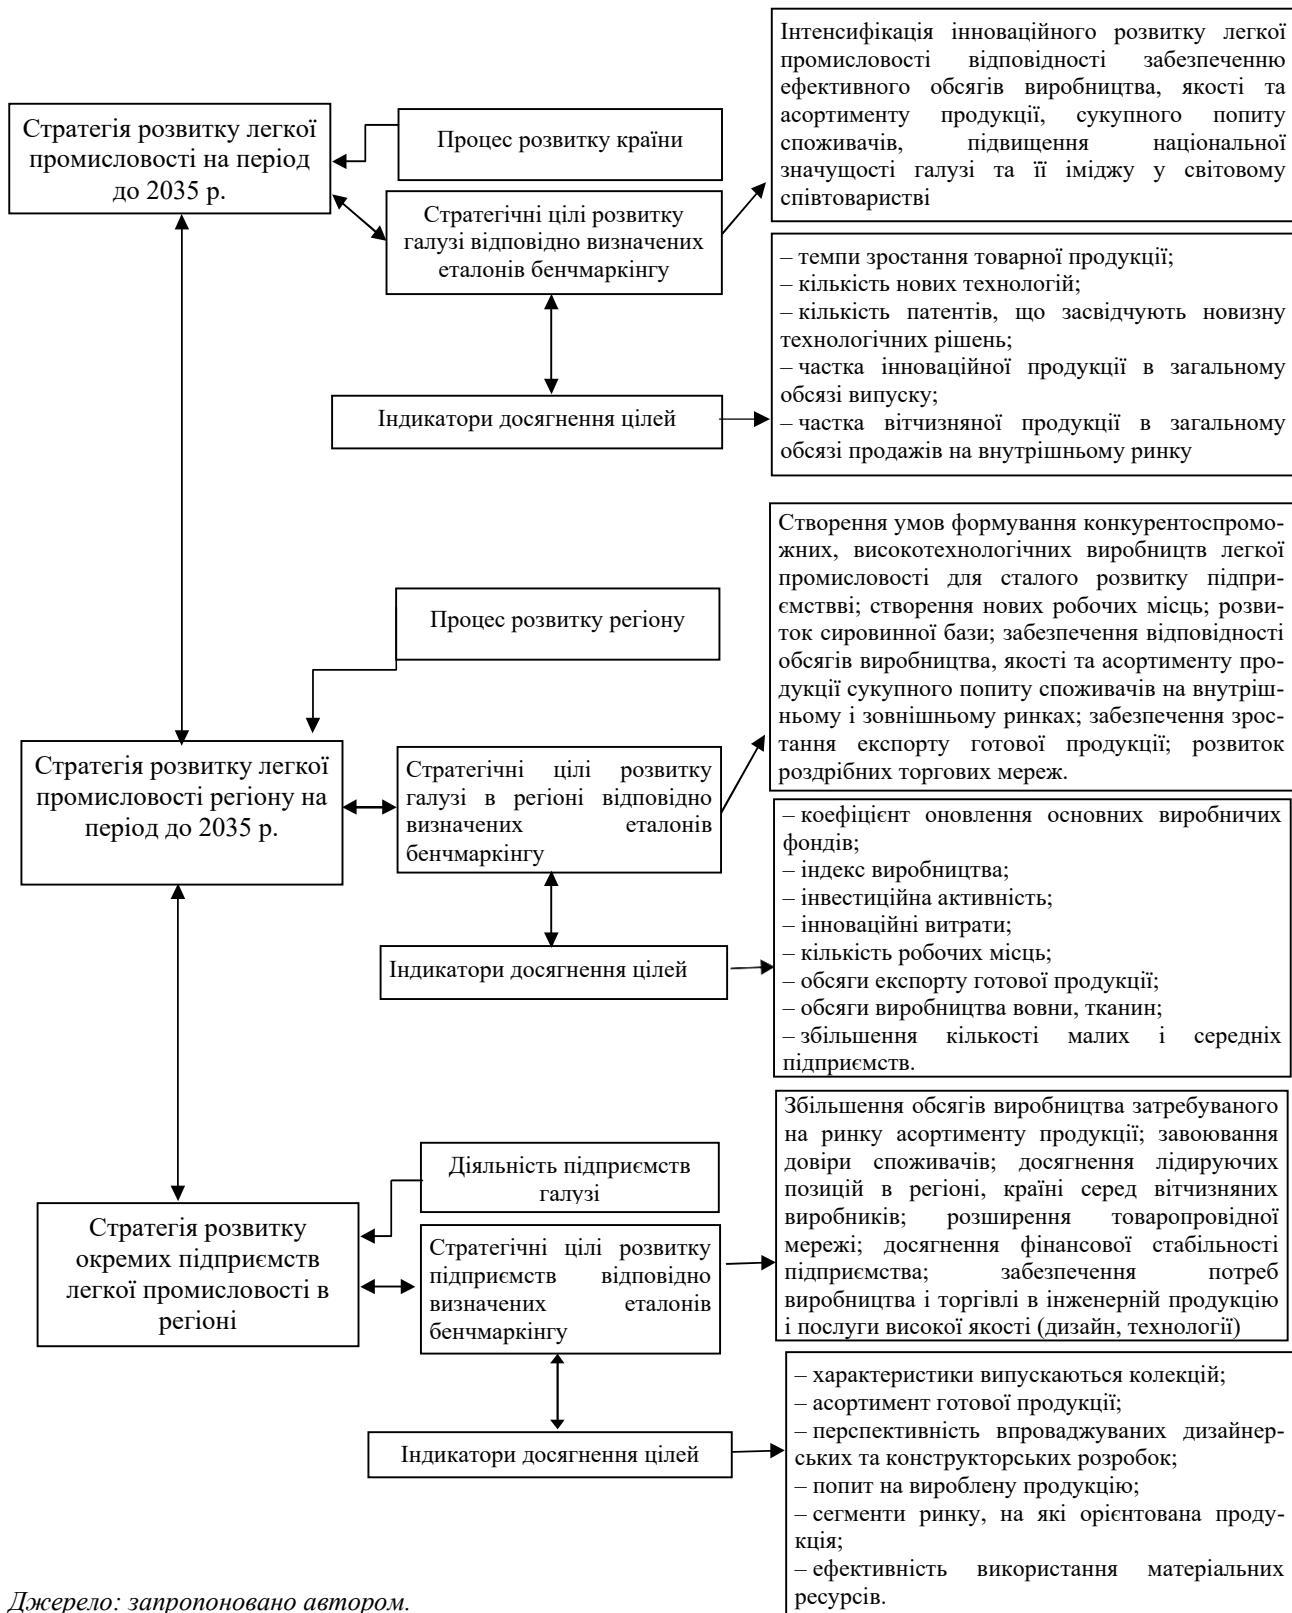 Стратегія розвитку легкої
промисловості на період
до 2035 р.
Процес розвитку країни
Стратегічні цілі розвитку
галузі відповідно визначених
еталонів бенчмаркінгу
Індикатори досягнення цілей
Інтенсифікація інноваційного розвитку легкої
промисловості відповідності забезпеченню
ефективного обсягів виробництва, якості та
асортименту продукції, сукупного попиту
споживачів, підвищення національної
значущості галузі та її іміджу у світовому
співтоваристві
– темпи зростання товарної продукції;
– кількість нових технологій;
– кількість патентів, що засвідчують новизну
технологічних рішень;
– частка інноваційної продукції в загальному
обсязі випуску;
– частка вітчизняної продукції в загальному
обсязі продажів на внутрішньому ринку
Процес розвитку регіону
Стратегія розвитку легкої
промисловості регіону на
період до 2035 р.
Стратегічні цілі розвитку
галузі в регіоні відповідно
визначених еталонів
бенчмаркінгу
Індикатори досягнення цілей
Створення умов формування конкурентоспромо-
жних, високотехнологічних виробництв легкої
промисловості для сталого розвитку підпри-
ємствві; створення нових робочих місць; розви-
ток сировинної бази; забезпечення відповідності
обсягів виробництва, якості та асортименту про-
дукції сукупного попиту споживачів на внутріш-
ньому і зовнішньому ринках; забезпечення зрос-
тання експорту готової продукції; розвиток
роздрібних торгових мереж.
– коефіцієнт оновлення основних виробничих
фондів;
– індекс виробництва;
– інвестиційна активність;
– інноваційні витрати;
– кількість робочих місць;
– обсяги експорту готової продукції;
– обсяги виробництва вовни, тканин;
– збільшення кількості малих і середніх
підприємств.
Діяльність підприємств
галузі
Стратегія розвитку
окремих підприємств
легкої промисловості в
регіоні
Стратегічні цілі розвитку
підприємств відповідно
визначених еталонів
бенчмаркінгу
Індикатори досягнення цілей
Збільшення обсягів виробництва затребуваного
на ринку асортименту продукції; завоювання
довіри споживачів; досягнення лідируючих
позицій в регіоні, країні серед вітчизняних
виробників; розширення товаропровідної
мережі; досягнення фінансової стабільності
підприємства; забезпечення потреб
виробництва і торгівлі в інженерній продукцію
і послуги високої якості (дизайн, технології)
– характеристики випускаються колекцій;
– асортимент готової продукції;
– перспективність впроваджуваних дизайнер-
ських та конструкторських розробок;
– попит на вироблену продукцію;
– сегменти ринку, на які орієнтована проду-
кція;
– ефективність використання матеріальних
ресурсів.
Джерело: запропоновано автором.